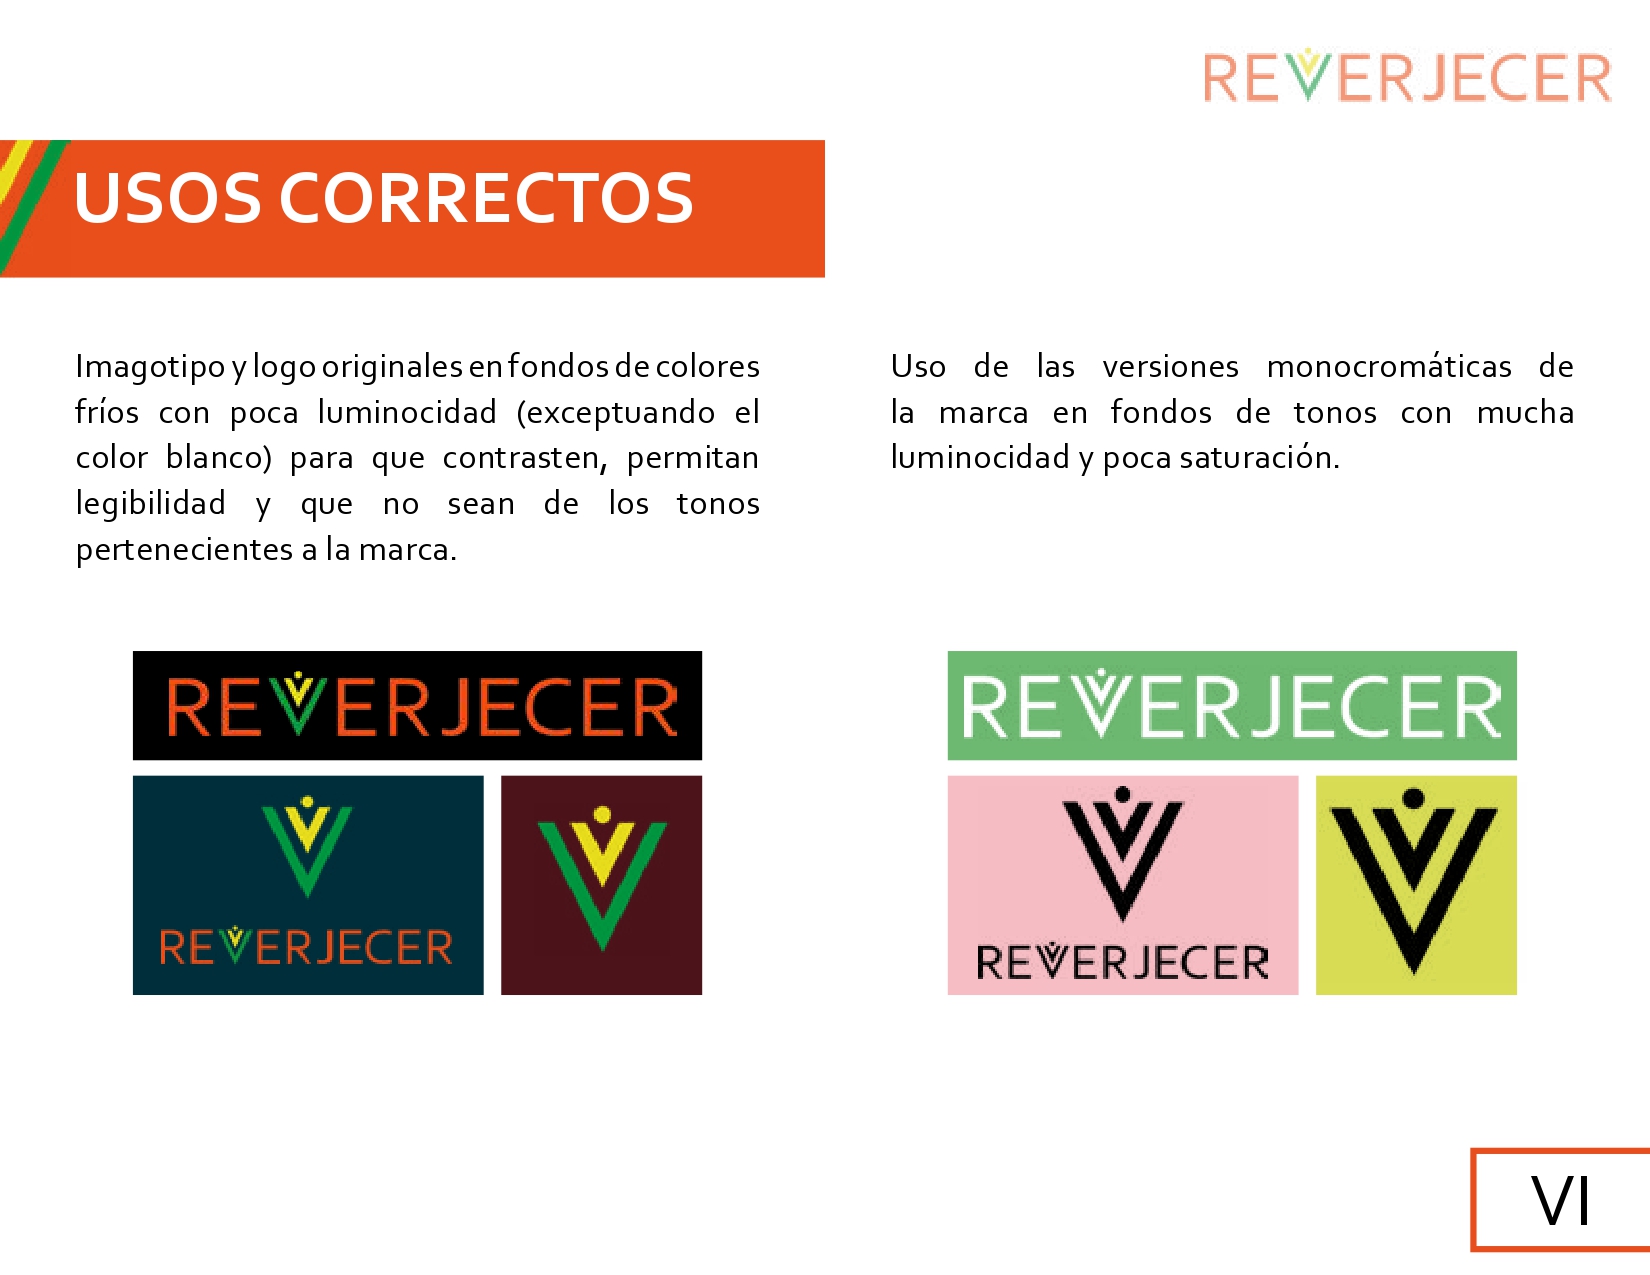 REVERJECER
USOS CORRECTOS
Imagotipo y logo originales en fondos de colores
fríos con poca luminocidad (exceptuando el
color blanco) para que contrasten, permitan
legibilidad y que no sean de los tonos
pertenecientes a la marca.
Uso de las versiones monocromáticas de
la marca en fondos de tonos con mucha
luminocidad y poca saturación.
REVERJECER
REVERJECER
REVERJECER
REVERJECER
VI